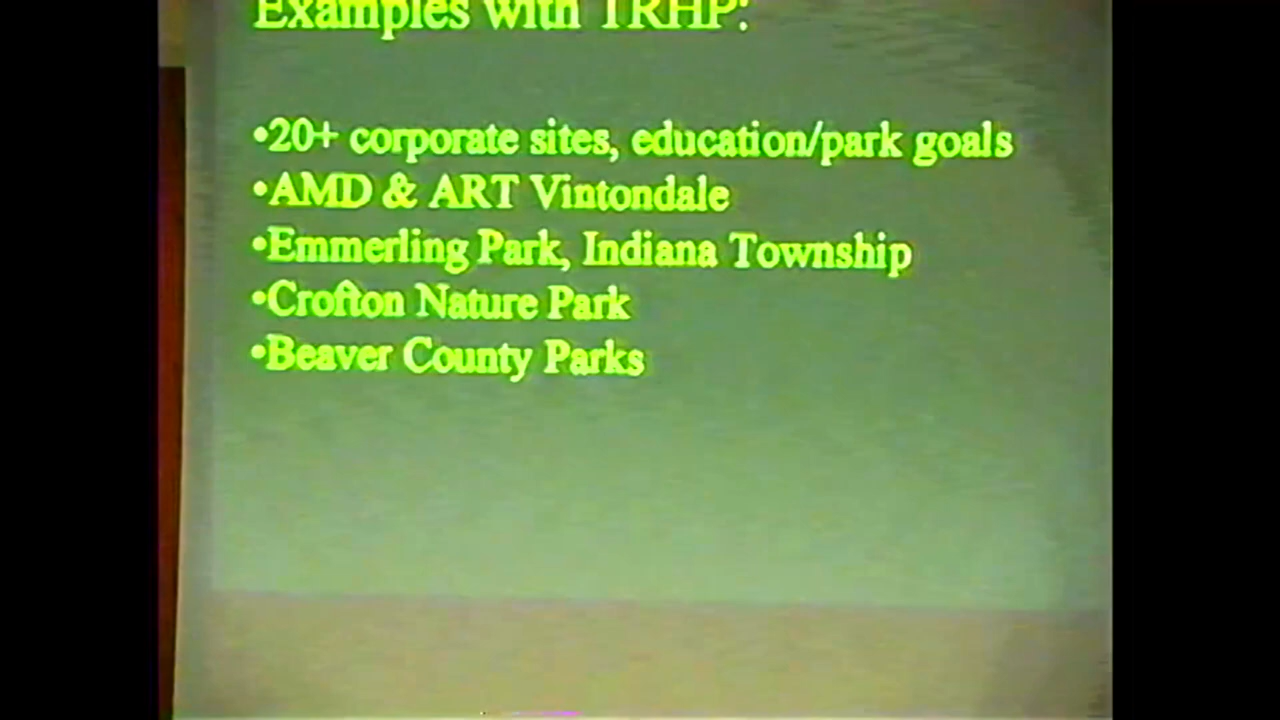 Examples with TRHP:
•20+ corporate sites, education/park goals
•AMD & ART Vintondale
•Emmerling Park, Indiana Township
•Crofton Nature Park
•Beaver County Parks